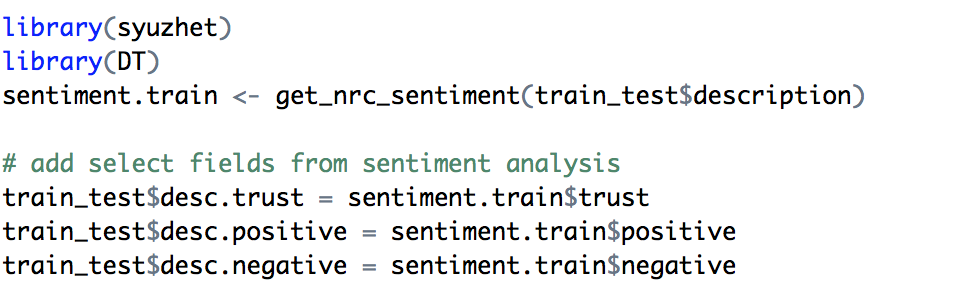 library(syuzhet)
library(DT)
sentiment.train <- get_nrc_sentiment(train_test$description)
# add select fields from sentiment analysis
train_test$desc.trust = sentiment.train$trust
train_test$desc.positive = sentiment.train$positive
train_test$desc.negative = sentiment.train$negative